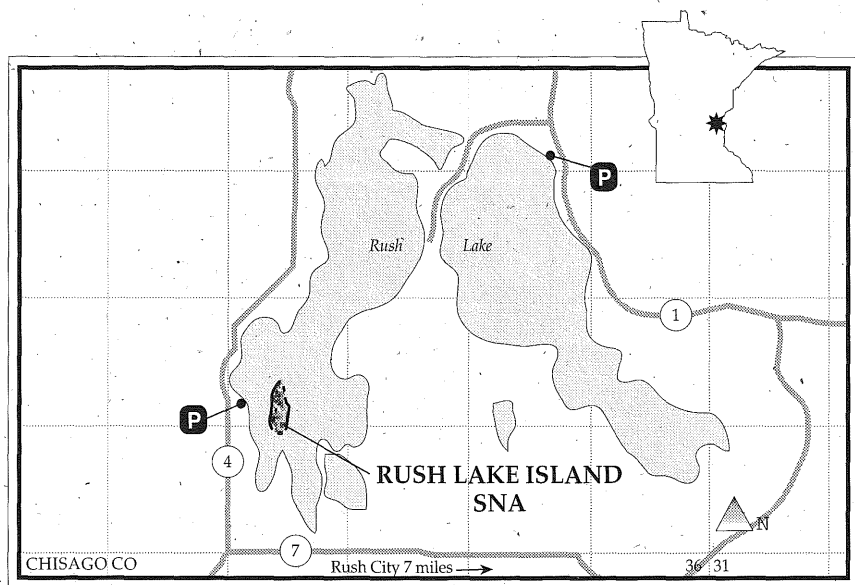 P
Rush
Lake
1
P
4
RUSH LAKE ISLAND
SNA
N
7
CHISAGO CO
Rush City 7 miles
36 31